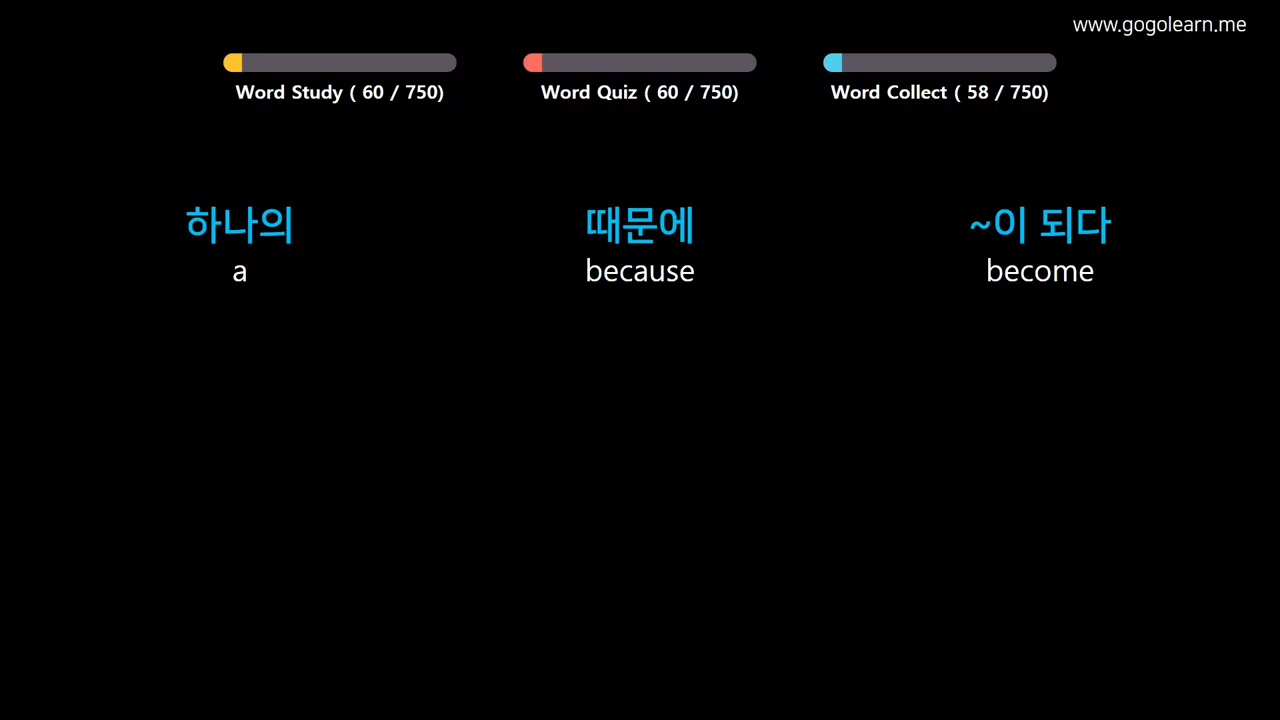 www.gogolearn.me
Word Study ( 60 / 750)
Word Quiz ( 60 / 750)
Word Collect ( 58 / 750)
하나의
a
때문에
because
~이 되다
become